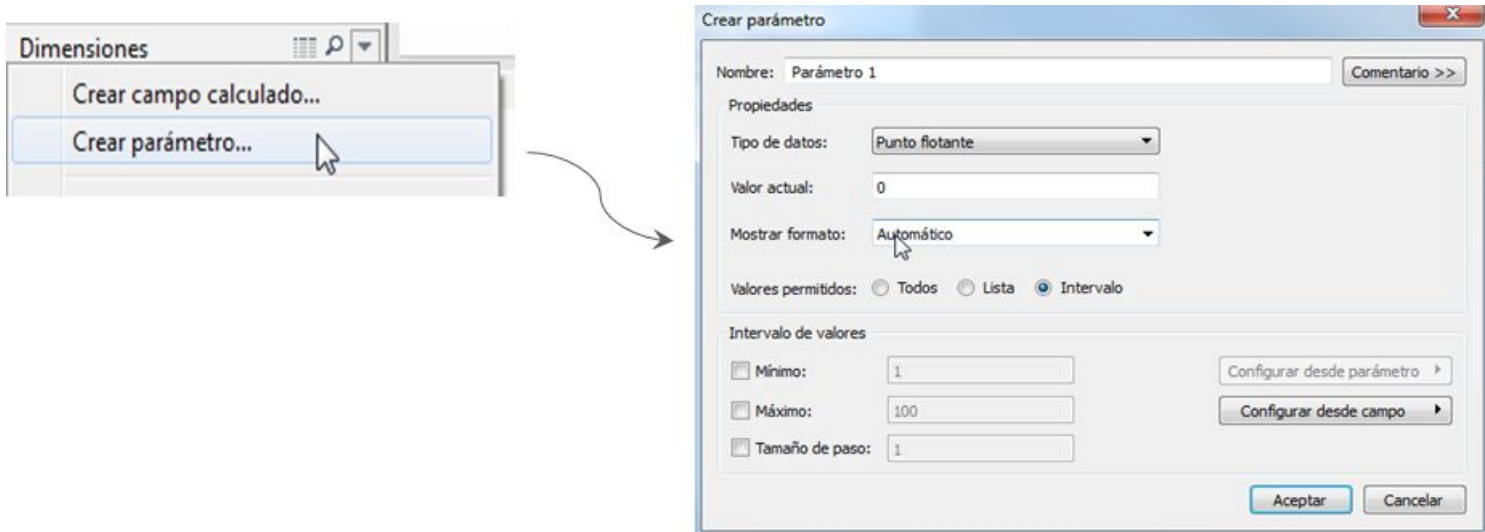 Dimensiones
Crear campo calculado...
Crear parámetro...
Crear parámetro
Nombre: Parámetro 1 Comentario >>
Propiedades
Tipo de datos: Punto flotante
Valor actual: 0
Mostrar formato: Automático
Valores permitidos: Todos Lista Intervalo
Intervalo de valores
Mínimo: 1 Configurar desde parámetro
Máximo: 100 Configurar desde campo
Tamaño de paso: 1
Aceptar Cancelar